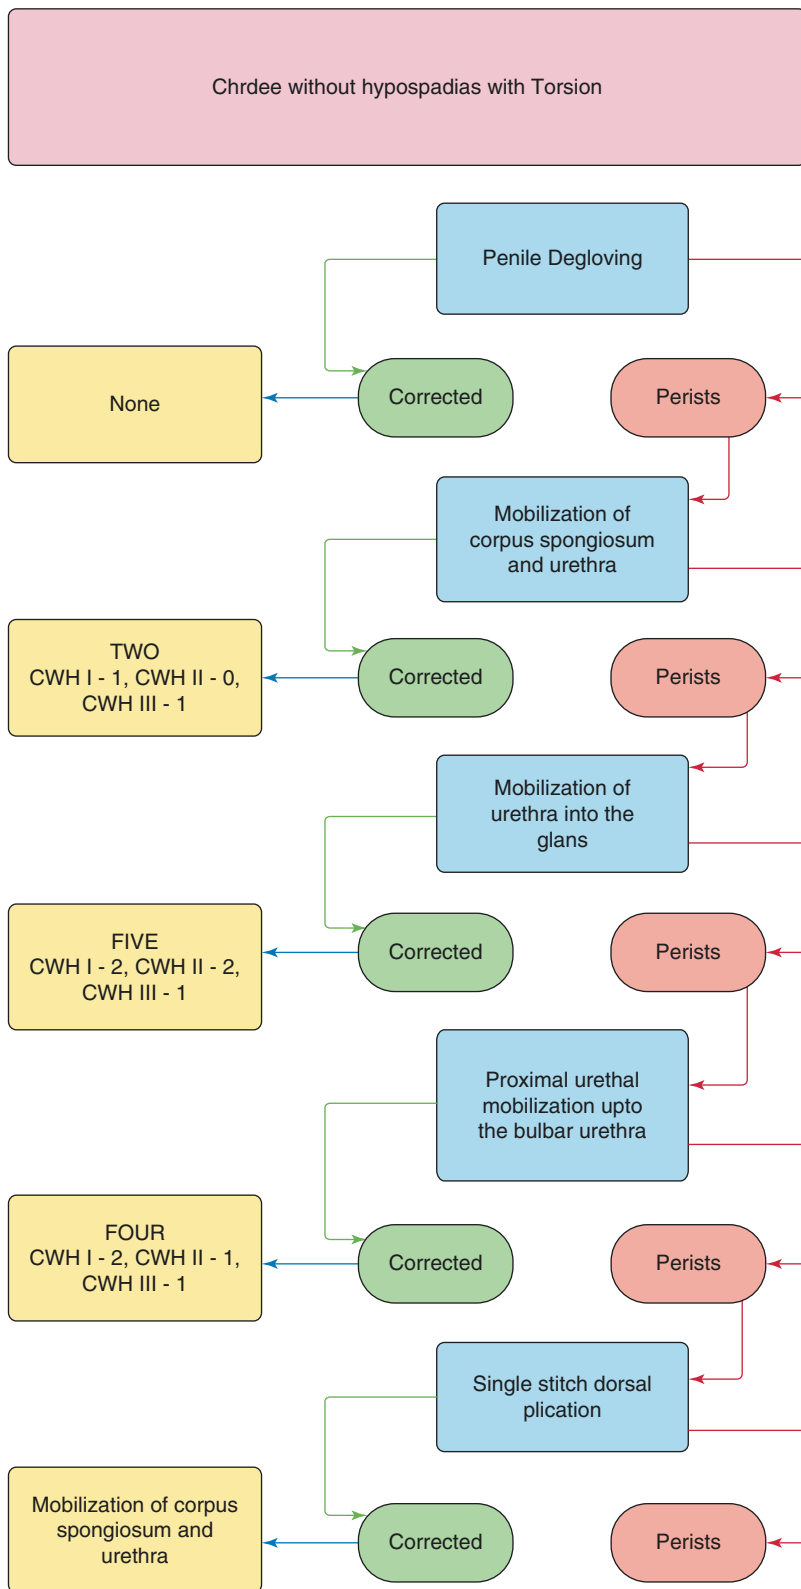 Chrdee without hypospadias with Torsion
Penile Degloving
None
Corrected
Perists
Mobilization of
corpus spongiosum
and urethra
TWO
CWH I - 1, CWH II - 0,
CWH III - 1
Corrected
Perists
Mobilization of
urethra into the
glans
FIVE
CWH I - 2, CWH II - 2,
CWH III - 1
Corrected
Perists
Proximal urethal
mobilization upto
the bulbar urethra
FOUR
CWH I - 2, CWH II - 1,
CWH III - 1
Corrected
Perists
Single stitch dorsal
plication
Mobilization of corpus
spongiosum and
urethra
Corrected
Perists